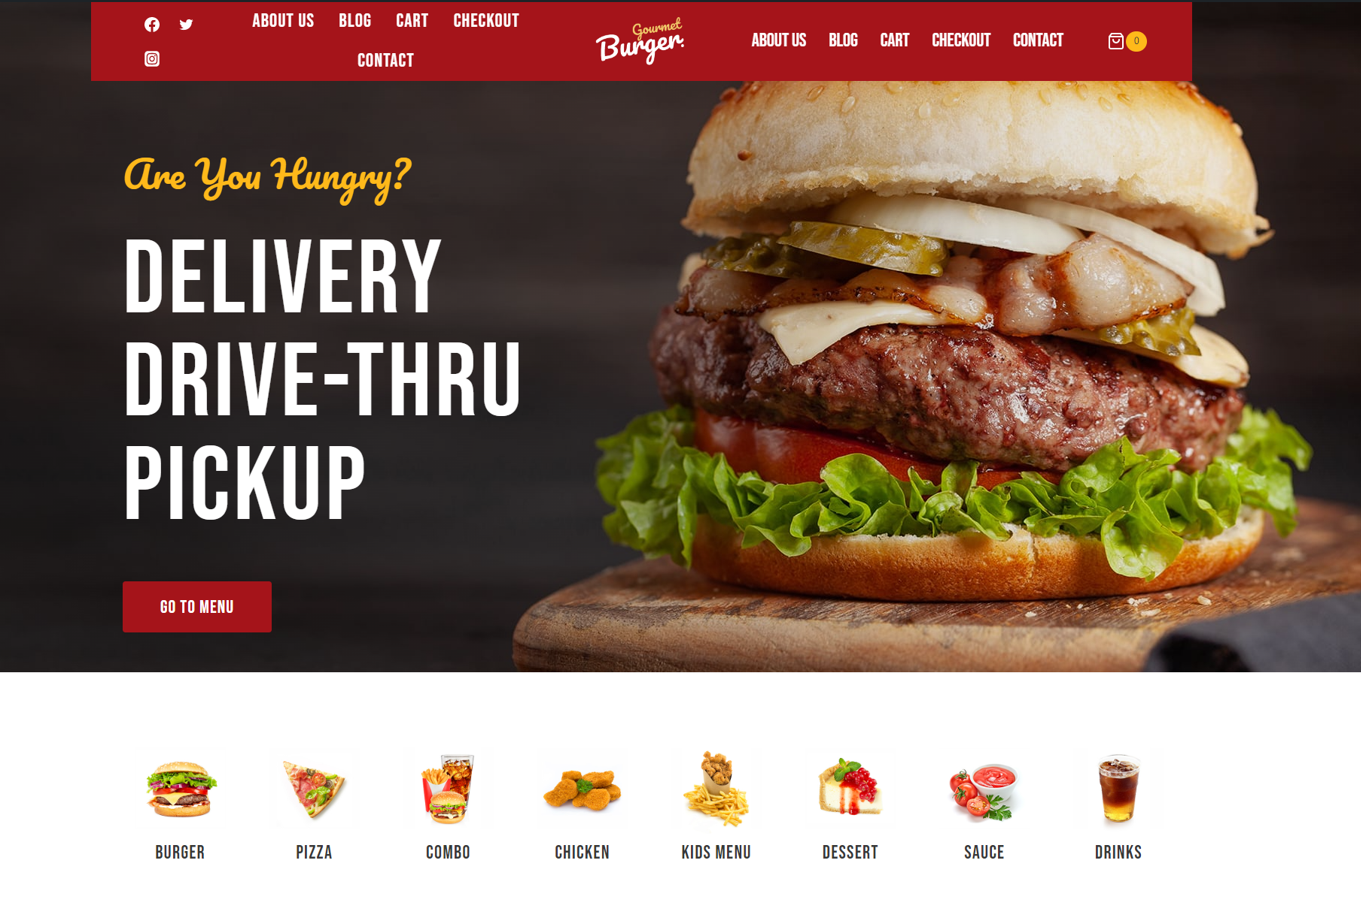 ABOUT US BLOG CART CHECKOUT
CONTACT
Gourmet
Burger.
ABOUT US BLOG CART CHECKOUT CONTACT
0
Are You Hungry?
DELIVERY
DRIVE-THRU
PICKUP
GO TO MENU
BURGER PIZZA COMBO CHICKEN KIDS MENU DESSERT SAUCE DRINKS